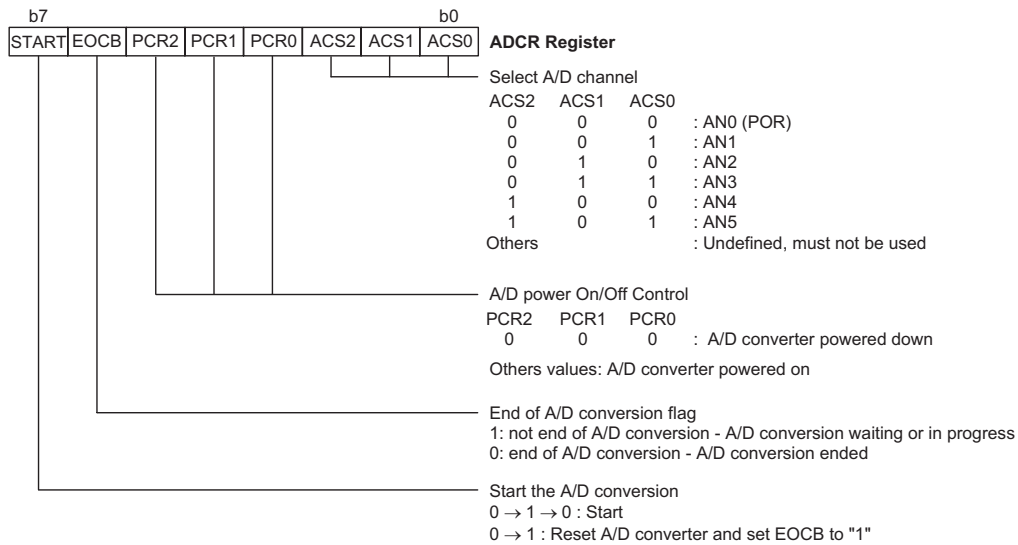 b7 b0
START EOCB PCR2 PCR1 PCR0 ACS2 ACS1 ACS0 ADCR Register
Select A/D channel
ACS2 ACS1 ACS0
0 0 0 : AN0 (POR)
0 0 1 : AN1
0 1 0 : AN2
0 1 1 : AN3
1 0 0 : AN4
1 0 1 : AN5
Others : Undefined, must not be used
A/D power On/Off Control
PCR2 PCR1 PCR0
0 0 0 : A/D converter powered down
Others values: A/D converter powered on
End of A/D conversion flag
1: not end of A/D conversion - A/D conversion waiting or in progress
0: end of A/D conversion - A/D conversion ended
Start the A/D conversion
0 → 1 → 0 : Start
0 → 1 : Reset A/D converter and set EOCB to "1"